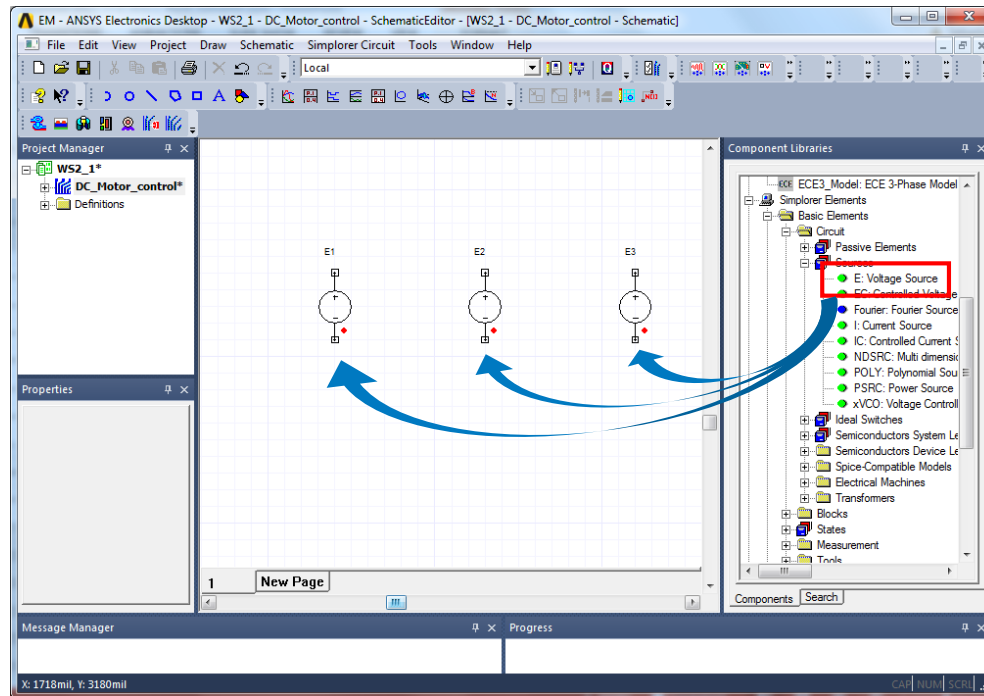 EM - ANSYS Electronics Desktop - WS2_1 - DC_Motor_control - SchematicEditor - [WS2_1 - DC_Motor_control - Schematic]
File Edit View Project Draw Schematic Simplorer Circuit Tools Window Help
Local
Project Manager
WS2_1*
DC_Motor_control*
Definitions
Properties
E1
E2
E3
1
New Page
Component Libraries
ECE3_Model: ECE 3-Phase Model
Simplorer Elements
Basic Elements
Circuit
Passive Elements
Sources
E: Voltage Source
EC: Controlled Voltage
Fourier: Fourier Source
I: Current Source
IC: Controlled Current S
NDSRC: Multi dimensio
POLY: Polynomial Sou
PSRC: Power Source
xVCO: Voltage Controll
Ideal Switches
Semiconductors System Le
Semiconductors Device Le
Spice-Compatible Models
Electrical Machines
Transformers
Blocks
States
Measurement
Tools
Components Search
Message Manager
Progress
X: 1718mil, Y: 3180mil
CAP NUM SCRL